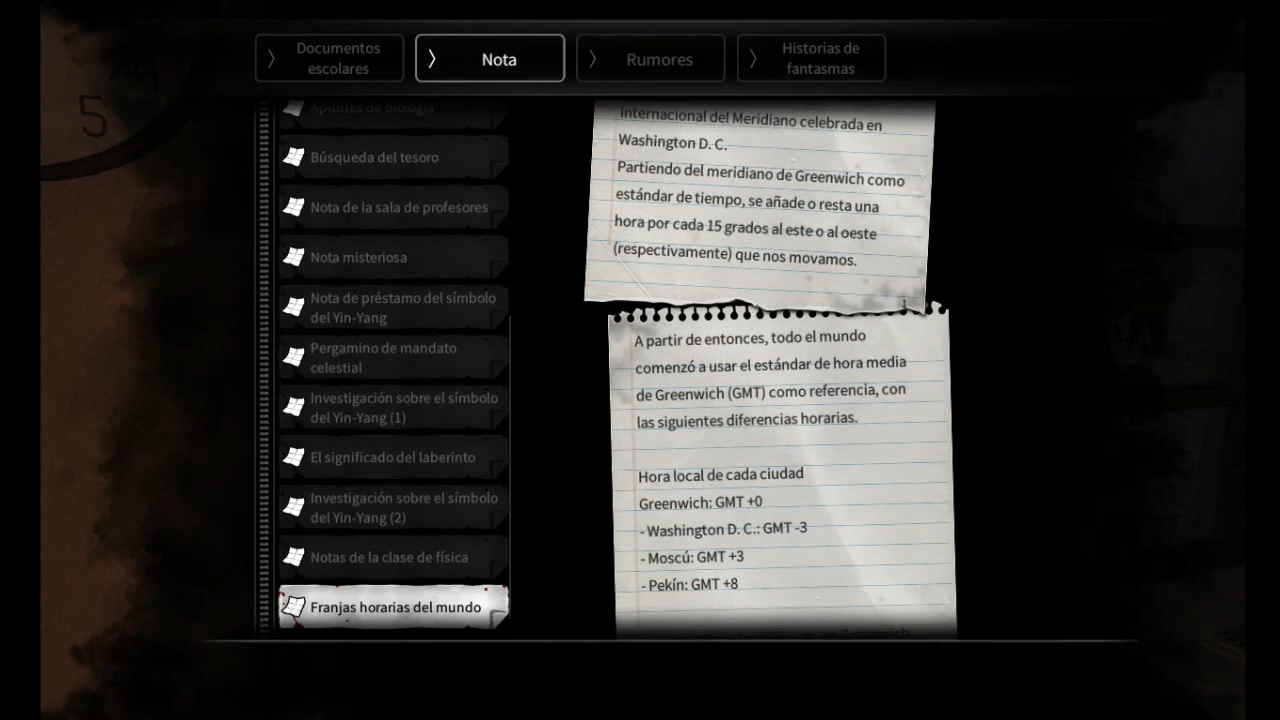 Documentos
escolares
Nota
Rumores
Historias de
fantasmas
5
Apuntes de biología
Búsqueda del tesoro
Nota de la sala de profesores
Nota misteriosa
Nota de préstamo del símbolo
del Yin-Yang
Pergamino de mandato
celestial
Investigación sobre el símbolo
del Yin-Yang (1)
El significado del laberinto
Investigación sobre el símbolo
del Yin-Yang (2)
Notas de la clase de física
Franjas horarias del mundo
Internacional del Meridiano celebrada en
Washington D. C.
Partiendo del meridiano de Greenwich como
estándar de tiempo, se añade o resta una
hora por cada 15 grados al este o al oeste
(respectivamente) que nos movamos.
1
A partir de entonces, todo el mundo
comenzó a usar el estándar de hora media
de Greenwich (GMT) como referencia, con
las siguientes diferencias horarias.
Hora local de cada ciudad
Greenwich: GMT +0
- Washington D. C.: GMT -3
- Moscú: GMT +3
- Pekín: GMT +8